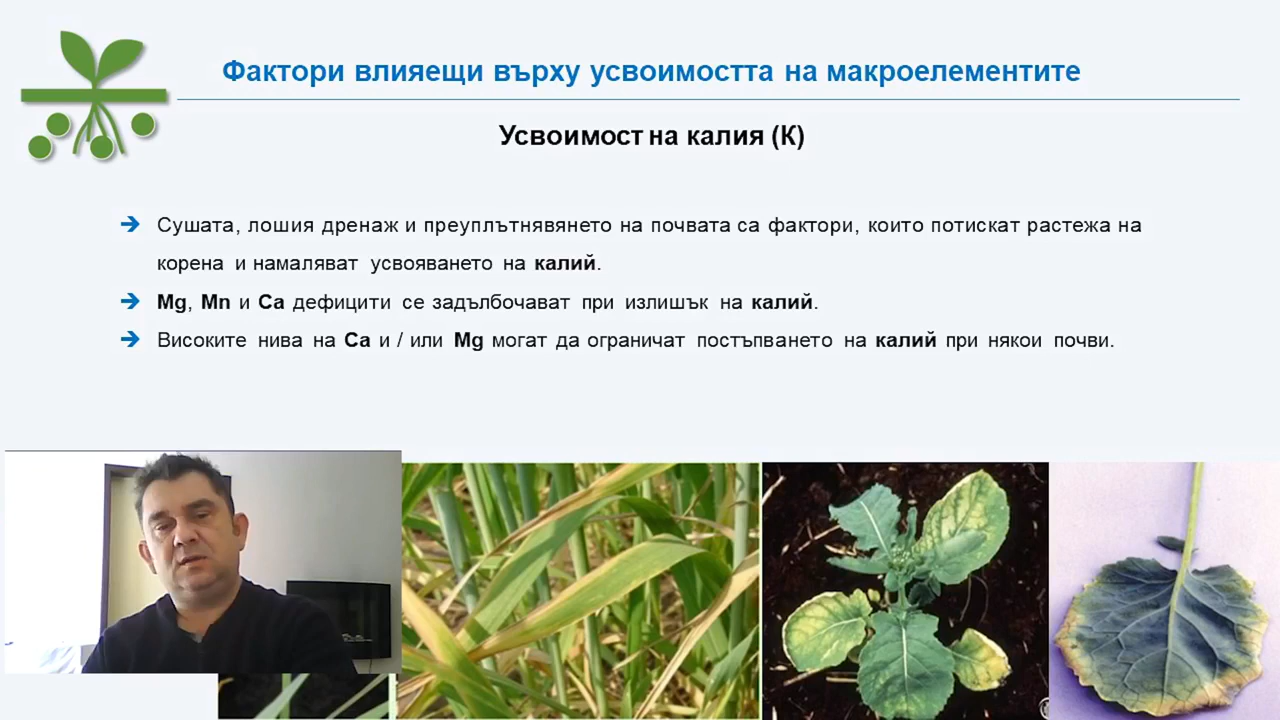 Фактори влияещи върху усвоимостта на макроелементите
Усвоимост на калия (K)
Сушата, лошия дренаж и преуплътнявянето на почвата са фактори, които потискат растежа на
корена и намаляват усвояването на калий.
Mg, Mn и Ca дефицити се задълбочават при излишък на калий.
Високите нива на Ca и / или Mg могат да ограничат постъпването на калий при някои почви.